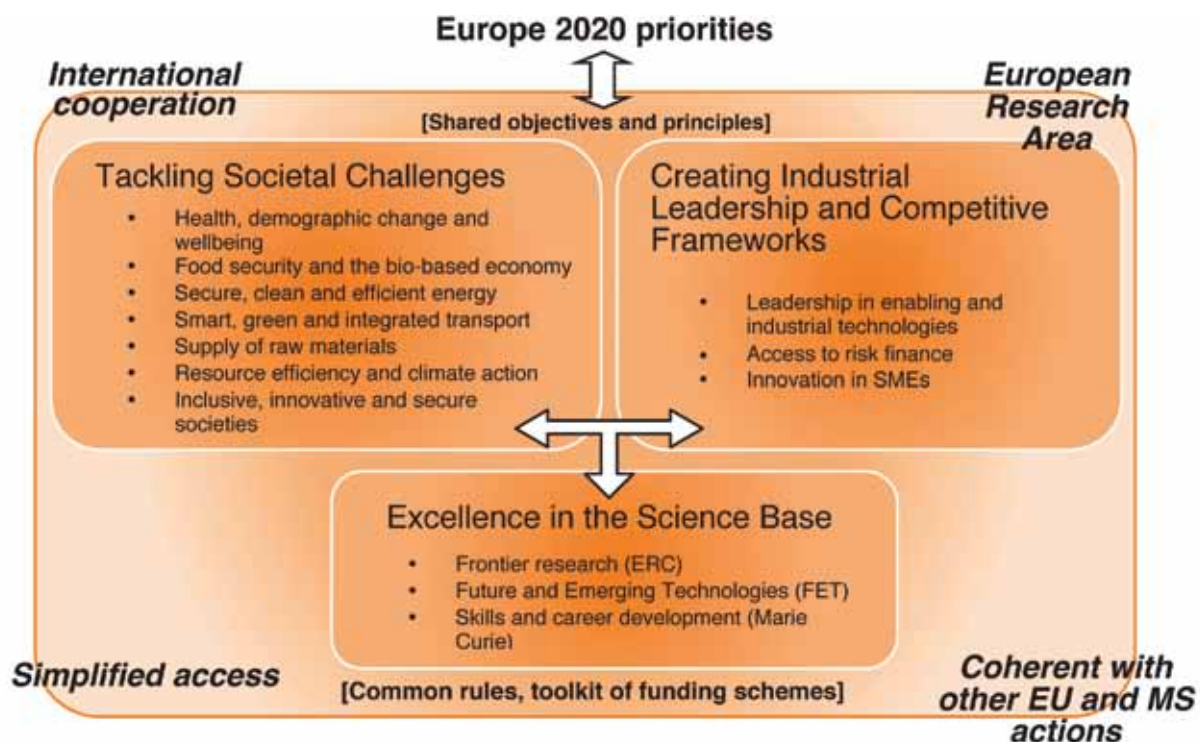 Europe 2020 priorities
International
cooperation
European
Research
Area
[Shared objectives and principles]
Tackling Societal Challenges
• Health, demographic change and
wellbeing
• Food security and the bio-based economy
• Secure, clean and efficient energy
• Smart, green and integrated transport
• Supply of raw materials
• Resource efficiency and climate action
• Inclusive, innovative and secure
societies
Creating Industrial
Leadership and Competitive
Frameworks
• Leadership in enabling and
industrial technologies
• Access to risk finance
• Innovation in SMEs
Excellence in the Science Base
• Frontier research (ERC)
• Future and Emerging Technologies (FET)
• Skills and career development (Marie
Curie)
Simplified access
[Common rules, toolkit of funding schemes]
Coherent with
other EU and MS
actions